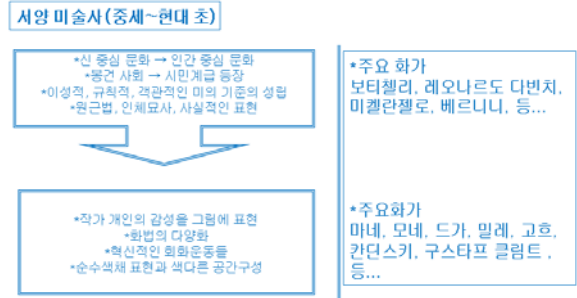 서양 미술사(중세~현대 초)
*신 중심 문화 → 인간 중심 문화
*봉건 사회 → 시민계급 등장
*이성적, 규칙적, 객관적인 미의 기준의 성립
*원근법, 인체묘사, 사실적인 표현
*주요 화가
보티첼리, 레오나르도 다빈치,
미켈란젤로, 베르니니, 등...
*작가 개인의 감성을 그림에 표현
*화법의 다양화
*혁신적인 회화운동들
*순수색채 표현과 색다른 공간구성
*주요화가
마네, 모네, 드가, 밀레, 고흐,
칸딘스키, 구스타프 클림트 ,
등...